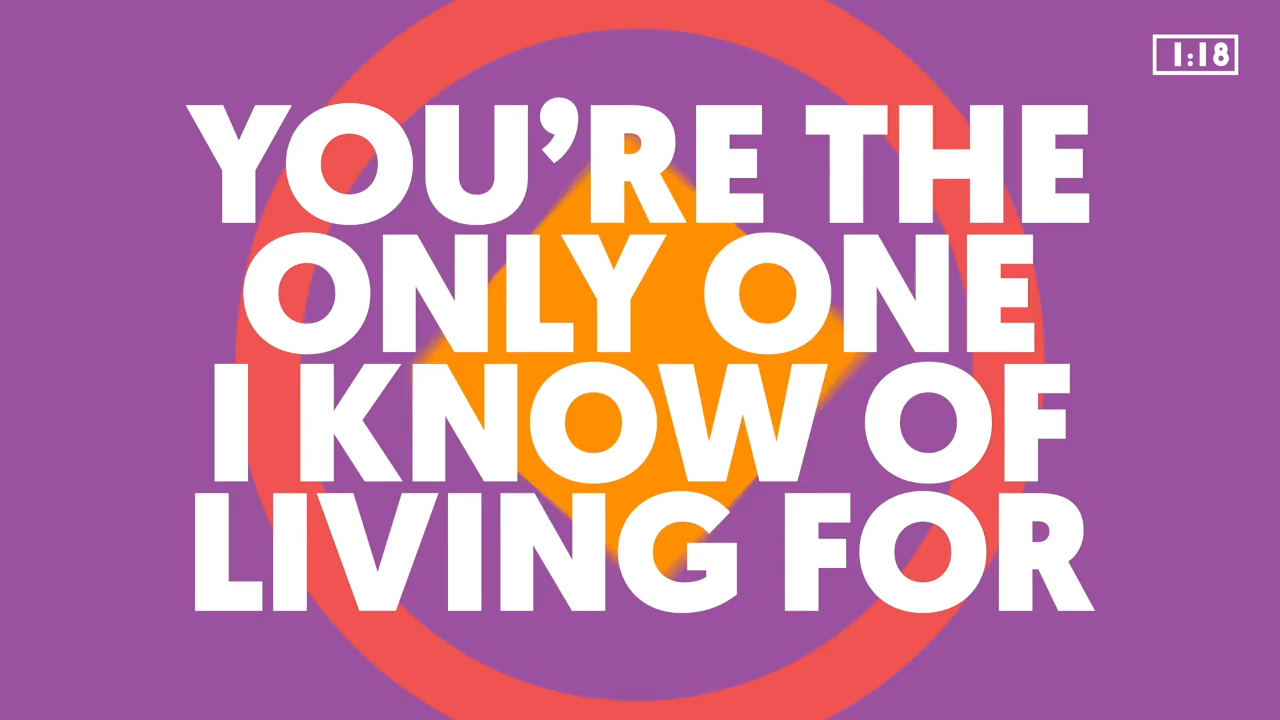 1:18
YOU’RE THE
ONLY ONE
I KNOW OF
LIVING FOR